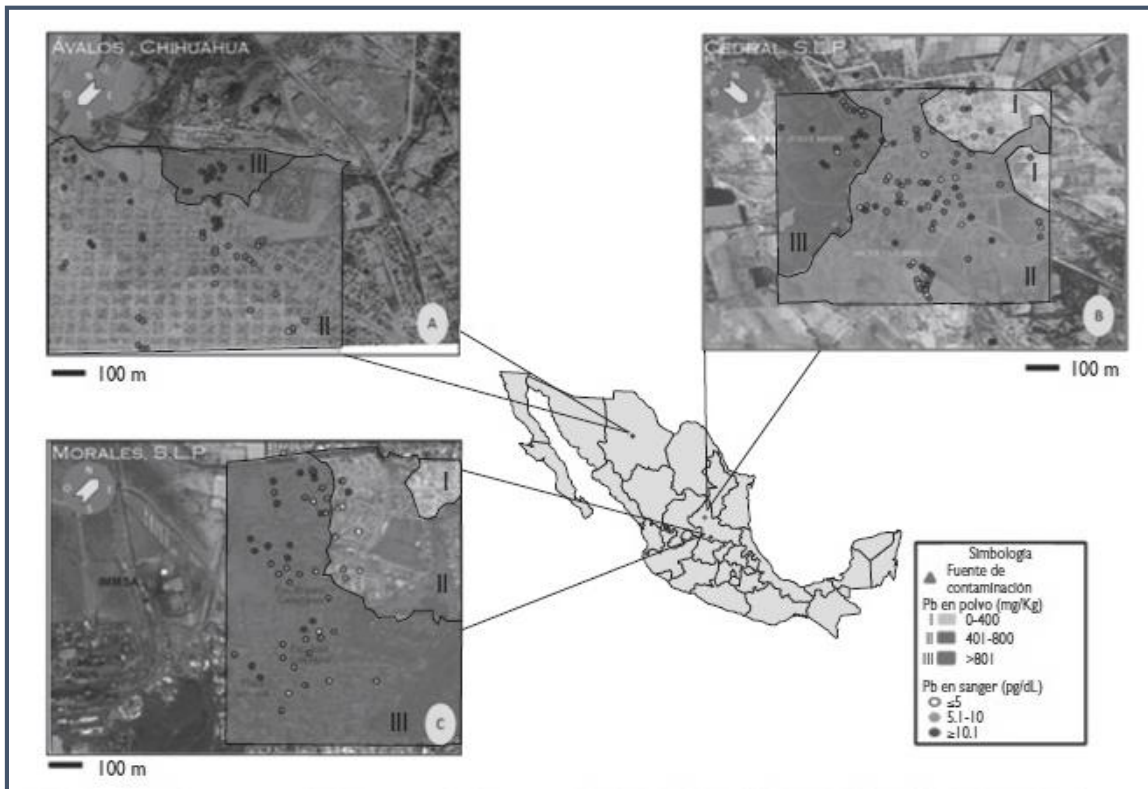 ÁVALOS, CHIHUAHUA
III
II
A
100 m
CEDRAL, S.L.P.
I
I
III
II
B
100 m
MORALES, S.L.P.
IMMSA
I
II
III
C
100 m
Simbología
Fuente de
contaminación
Pb en polvo (mg/Kg)
I 0-400
II 401-800
III >801
Pb en sanger (pg/dL)
≤5
5.1-10
≥10.1